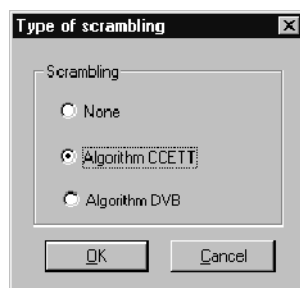 Type of scrambling
Scrambling
None
Algorithm CCETT
Algorithm DVB
OK
Cancel